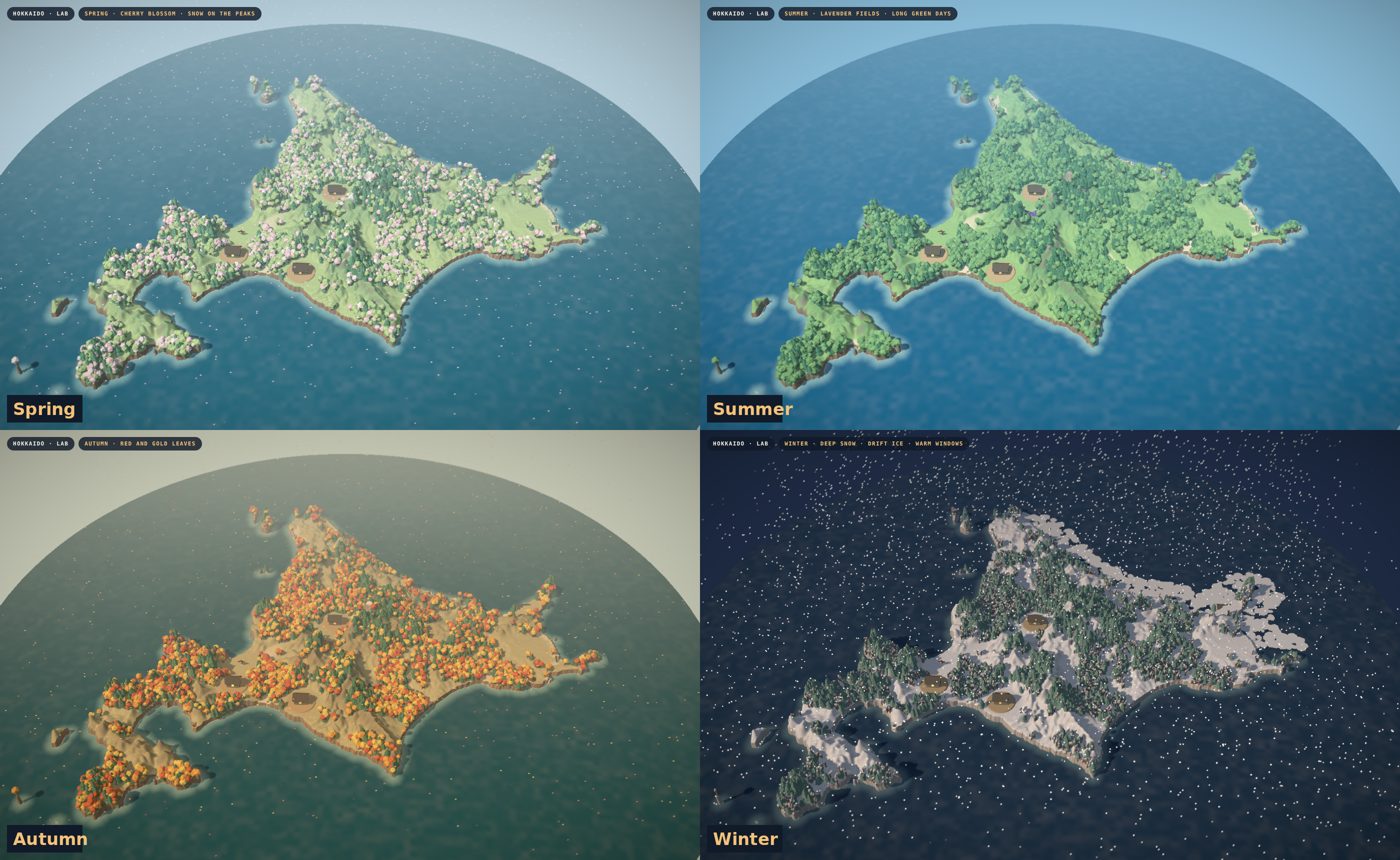 HOKKAIDO · LAB
SPRING · CHERRY BLOSSOM · SNOW ON THE PEAKS
HOKKAIDO · LAB
SUMMER · LAVENDER FIELDS · LONG GREEN DAYS
Spring
Summer
HOKKAIDO · LAB
AUTUMN · RED AND GOLD LEAVES
HOKKAIDO · LAB
WINTER · DEEP SNOW · DRIFT ICE · WARM WINDOWS
Autumn
Winter